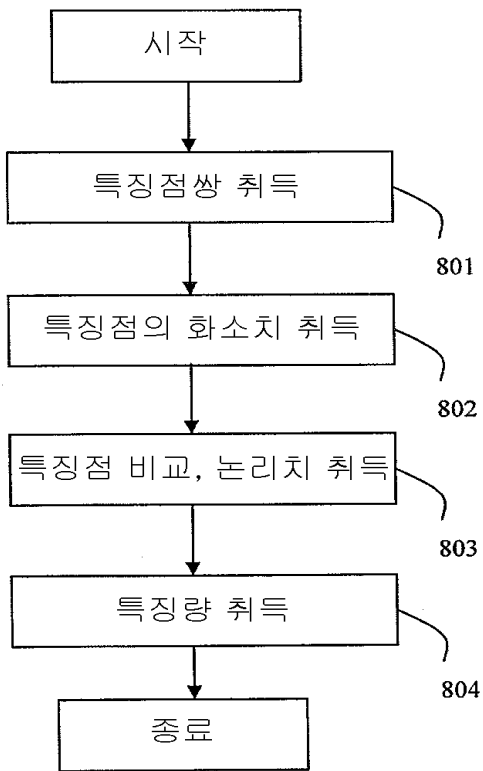 시작
특징점쌍 취득
801
특징점의 화소치 취득
802
특징점 비교, 논리치 취득
803
특징량 취득
804
종료